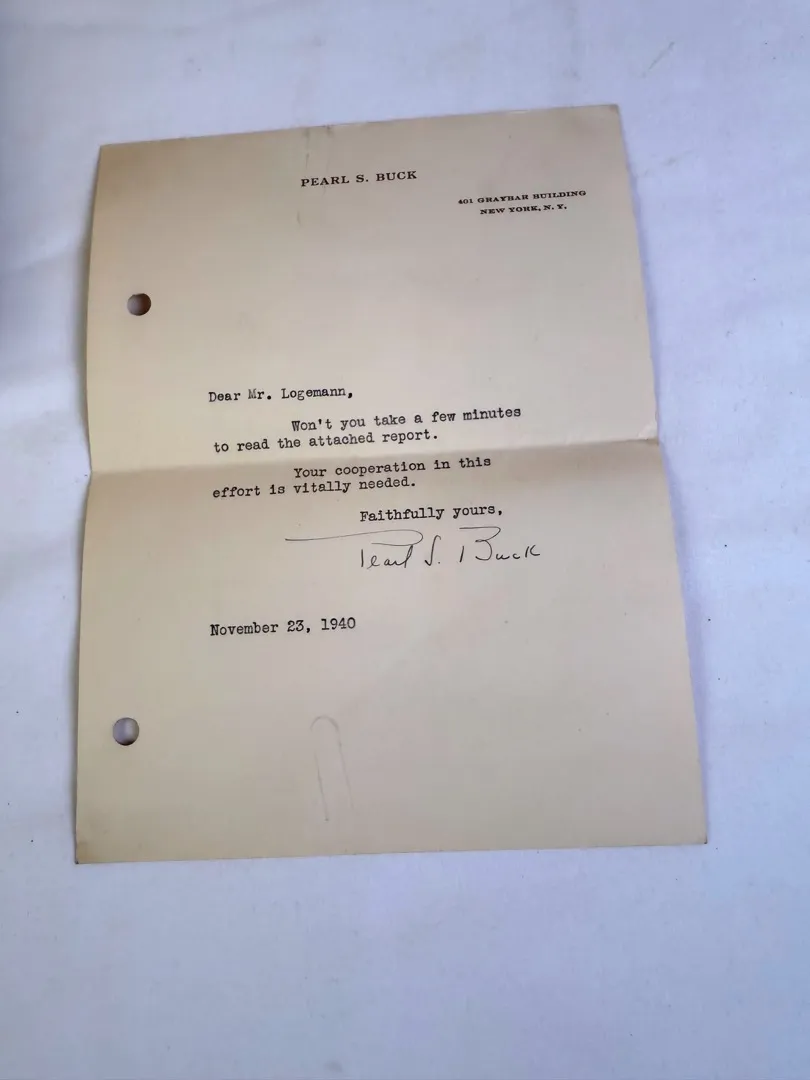 PEARL S. BUCK
401 GRAYBAR BUILDING
NEW YORK, N. Y.
Dear Mr. Logemann,
Won't you take a few minutes
to read the attached report.
Your cooperation in this
effort is vitally needed.
Faithfully yours,
Pearl S. Buck
November 23, 1940